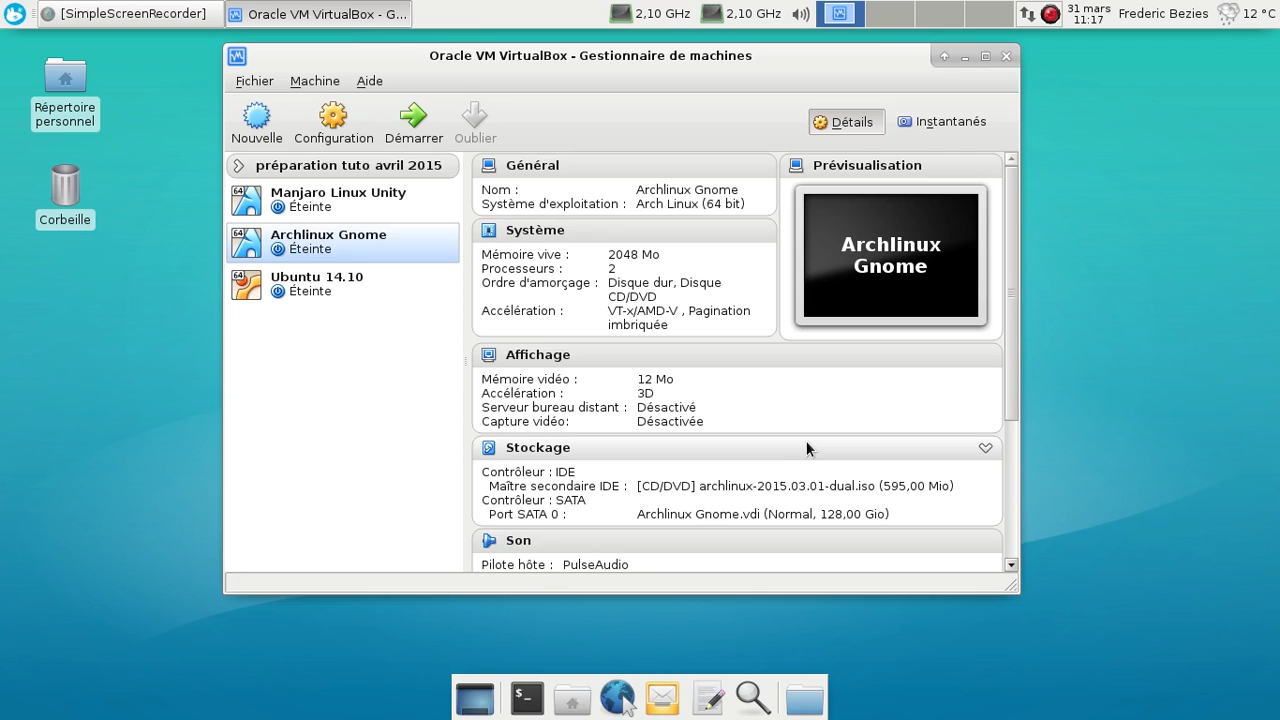 [SimpleScreenRecorder]
Oracle VM VirtualBox - G...
2,10 GHz
2,10 GHz
31 mars
11:17
Frederic Bezies
12 °C
Répertoire
personnel
Corbeille
Oracle VM VirtualBox - Gestionnaire de machines
Fichier Machine Aide
Nouvelle Configuration Démarrer Oublier
Détails Instantanés
préparation tuto avril 2015
64 Manjaro Linux Unity
Éteinte
64 Archlinux Gnome
Éteinte
64 Ubuntu 14.10
Éteinte
Général
Nom : Archlinux Gnome
Système d'exploitation : Arch Linux (64 bit)
Système
Mémoire vive : 2048 Mo
Processeurs : 2
Ordre d'amorçage : Disque dur, Disque
CD/DVD
Accélération : VT-x/AMD-V , Pagination
imbriquée
Prévisualisation
Archlinux
Gnome
Affichage
Mémoire vidéo : 12 Mo
Accélération : 3D
Serveur bureau distant : Désactivé
Capture vidéo: Désactivée
Stockage
Contrôleur : IDE
Maître secondaire IDE : [CD/DVD] archlinux-2015.03.01-dual.iso (595,00 Mio)
Contrôleur : SATA
Port SATA 0 : Archlinux Gnome.vdi (Normal, 128,00 Gio)
Son
Pilote hôte : PulseAudio